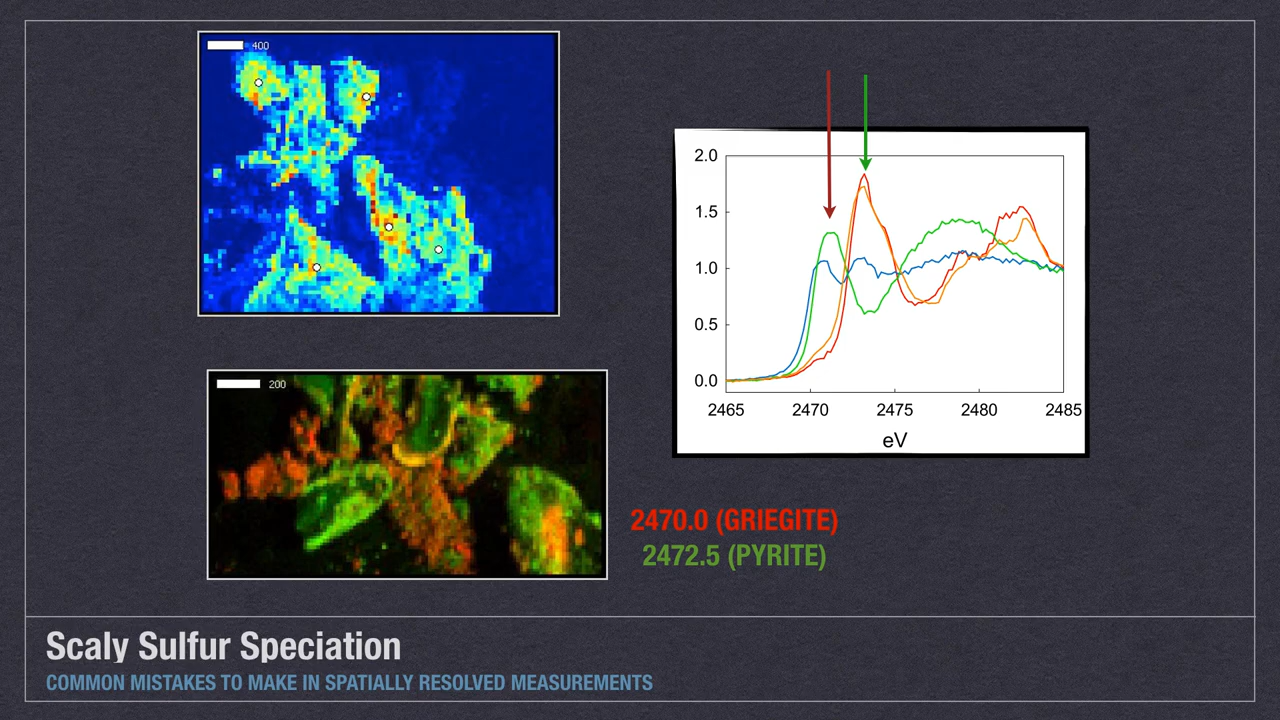 400
2.0
1.5
1.0
0.5
0.0
2465 2470 2475 2480 2485
eV
200
2470.0 (GRIEGITE)
2472.5 (PYRITE)
Scaly Sulfur Speciation
COMMON MISTAKES TO MAKE IN SPATIALLY RESOLVED MEASUREMENTS